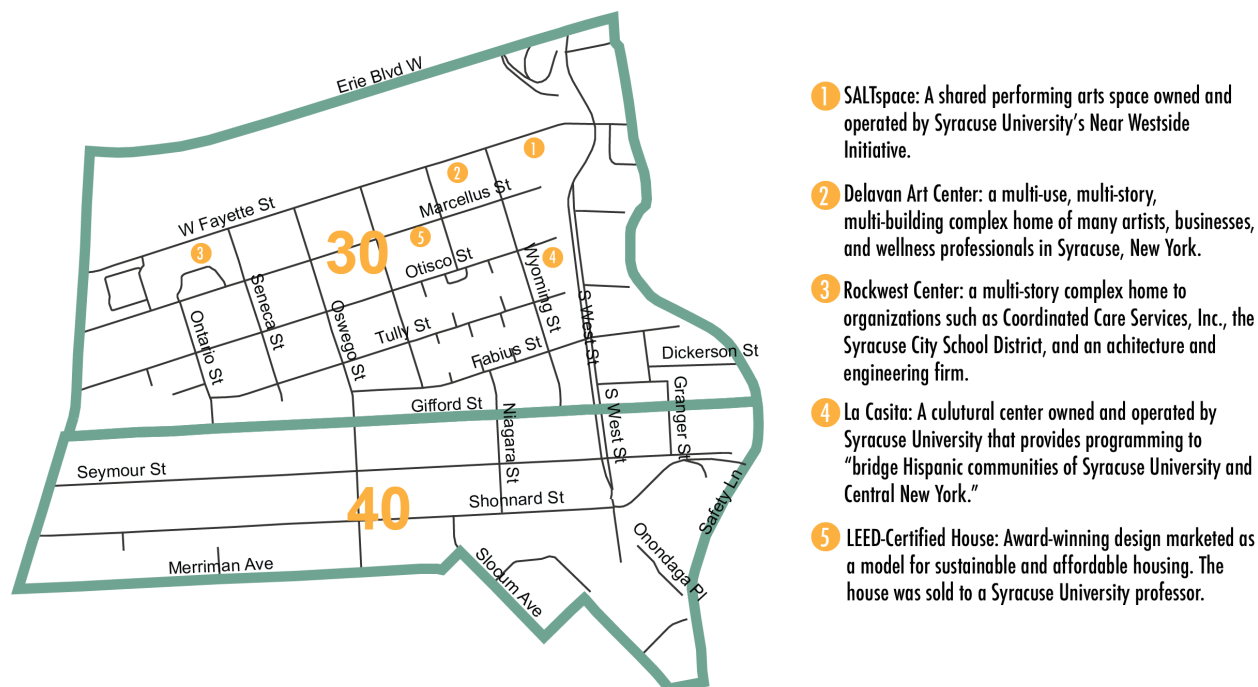 Erie Blvd W
W Fayette St
Marcellus St
Otisco St
Tully St
Fabius St
Wyoming St
Seneca St
Ontario St
Oswego St
S West St
Dickerson St
Granger St
S West St
Gifford St
Niagara St
Seymour St
Shonnard St
Merriman Ave
Slocum Ave
Onondaga Pl
Safety Ln
30
40
1
2
3
4
5
1 SALTspace: A shared performing arts space owned and
operated by Syracuse University’s Near Westside
Initiative.
2 Delavan Art Center: a multi-use, multi-story,
multi-building complex home of many artists, businesses,
and wellness professionals in Syracuse, New York.
3 Rockwest Center: a multi-story complex home to
organizations such as Coordinated Care Services, Inc., the
Syracuse City School District, and an achitecture and
engineering firm.
4 La Casita: A culutural center owned and operated by
Syracuse University that provides programming to
“bridge Hispanic communities of Syracuse University and
Central New York.”
5 LEED-Certified House: Award-winning design marketed as
a model for sustainable and affordable housing. The
house was sold to a Syracuse University professor.